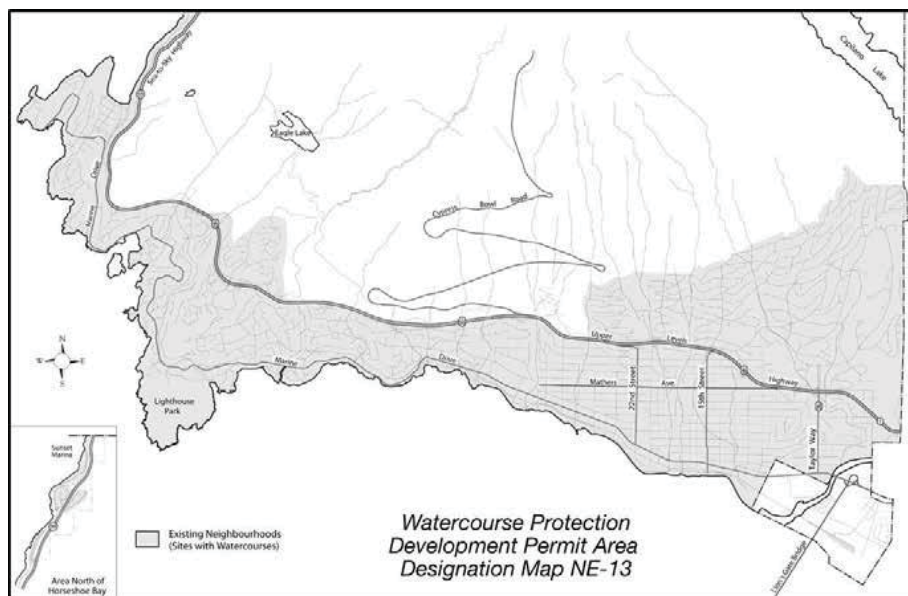 Sea-to-Sky Highway
Capilano
Lake
Eagle Lake
Cypress Bowl Road
Marine Drive
Upper Levels
Highway
Marine
Drive
Mathers Ave.
22nd Street
15th Street
Taylor Way
Lighthouse
Park
N
W E
S
Sunset
Marina
Area North of
Horseshoe Bay
Existing Neighbourhoods
(Sites with Watercourses)
Lion's Gate Bridge
Watercourse Protection
Development Permit Area
Designation Map NE-13